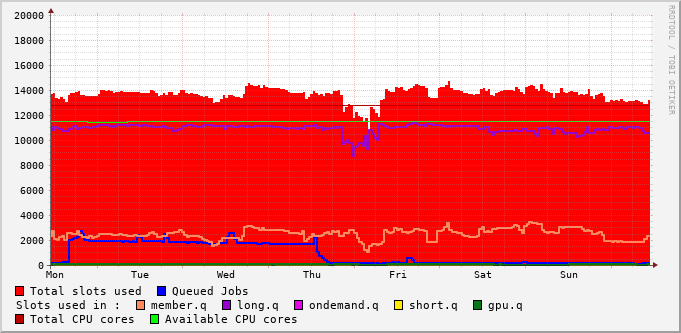 20000
18000
16000
14000
12000
10000
8000
6000
4000
2000
0
Mon Tue Wed Thu Fri Sat Sun
RRDTOOL / TOBI OETIKER
Total slots used Queued Jobs
Slots used in : member.q long.q ondemand.q short.q gpu.q
Total CPU cores Available CPU cores